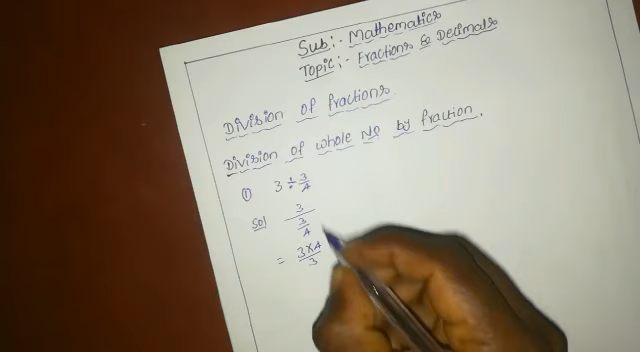 Sub:- Mathematics
Topic:- Fractions & Decimals
Division of fractions.
Division of whole No by fraction.
① 3 ÷ 3/4
Sol 3/(3/4)
= 3×4/3